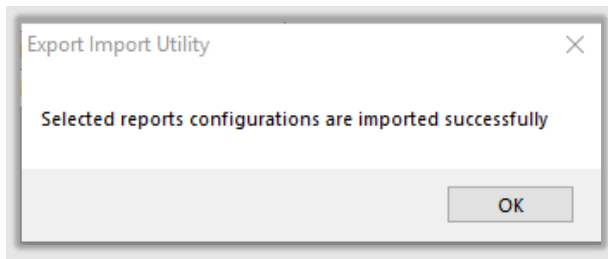 Export Import Utility
Selected reports configurations are imported successfully
OK